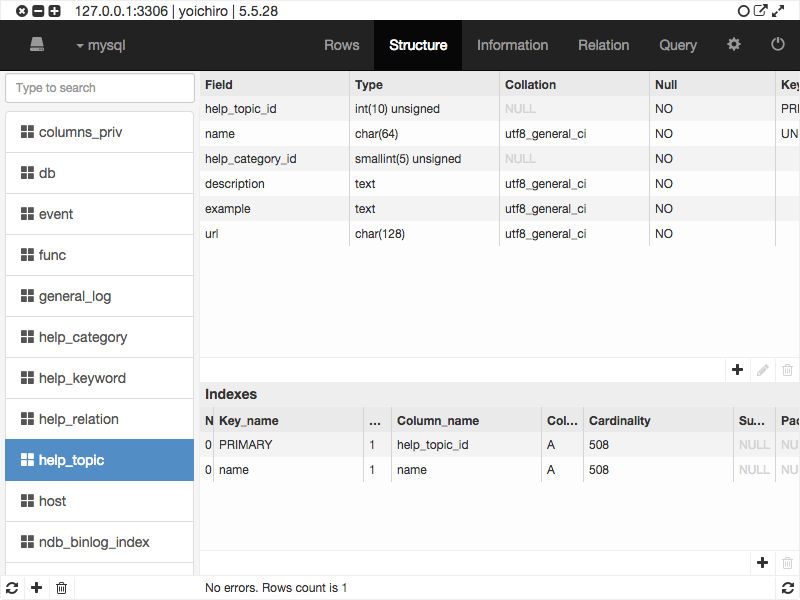 127.0.0.1:3306 | yoichiro | 5.5.28
mysql Rows Structure Information Relation Query
Type to search
columns_priv
db
event
func
general_log
help_category
help_keyword
help_relation
help_topic
host
ndb_binlog_index
Field Type Collation Null Key
help_topic_id int(10) unsigned NULL NO PRI
name char(64) utf8_general_ci NO UN
help_category_id smallint(5) unsigned NULL NO
description text utf8_general_ci NO
example text utf8_general_ci NO
url char(128) utf8_general_ci NO
Indexes
N Key_name ... Column_name Col... Cardinality Su... Pac
0 PRIMARY 1 help_topic_id A 508 NULL NU
0 name 1 name A 508 NULL NU
No errors. Rows count is 1